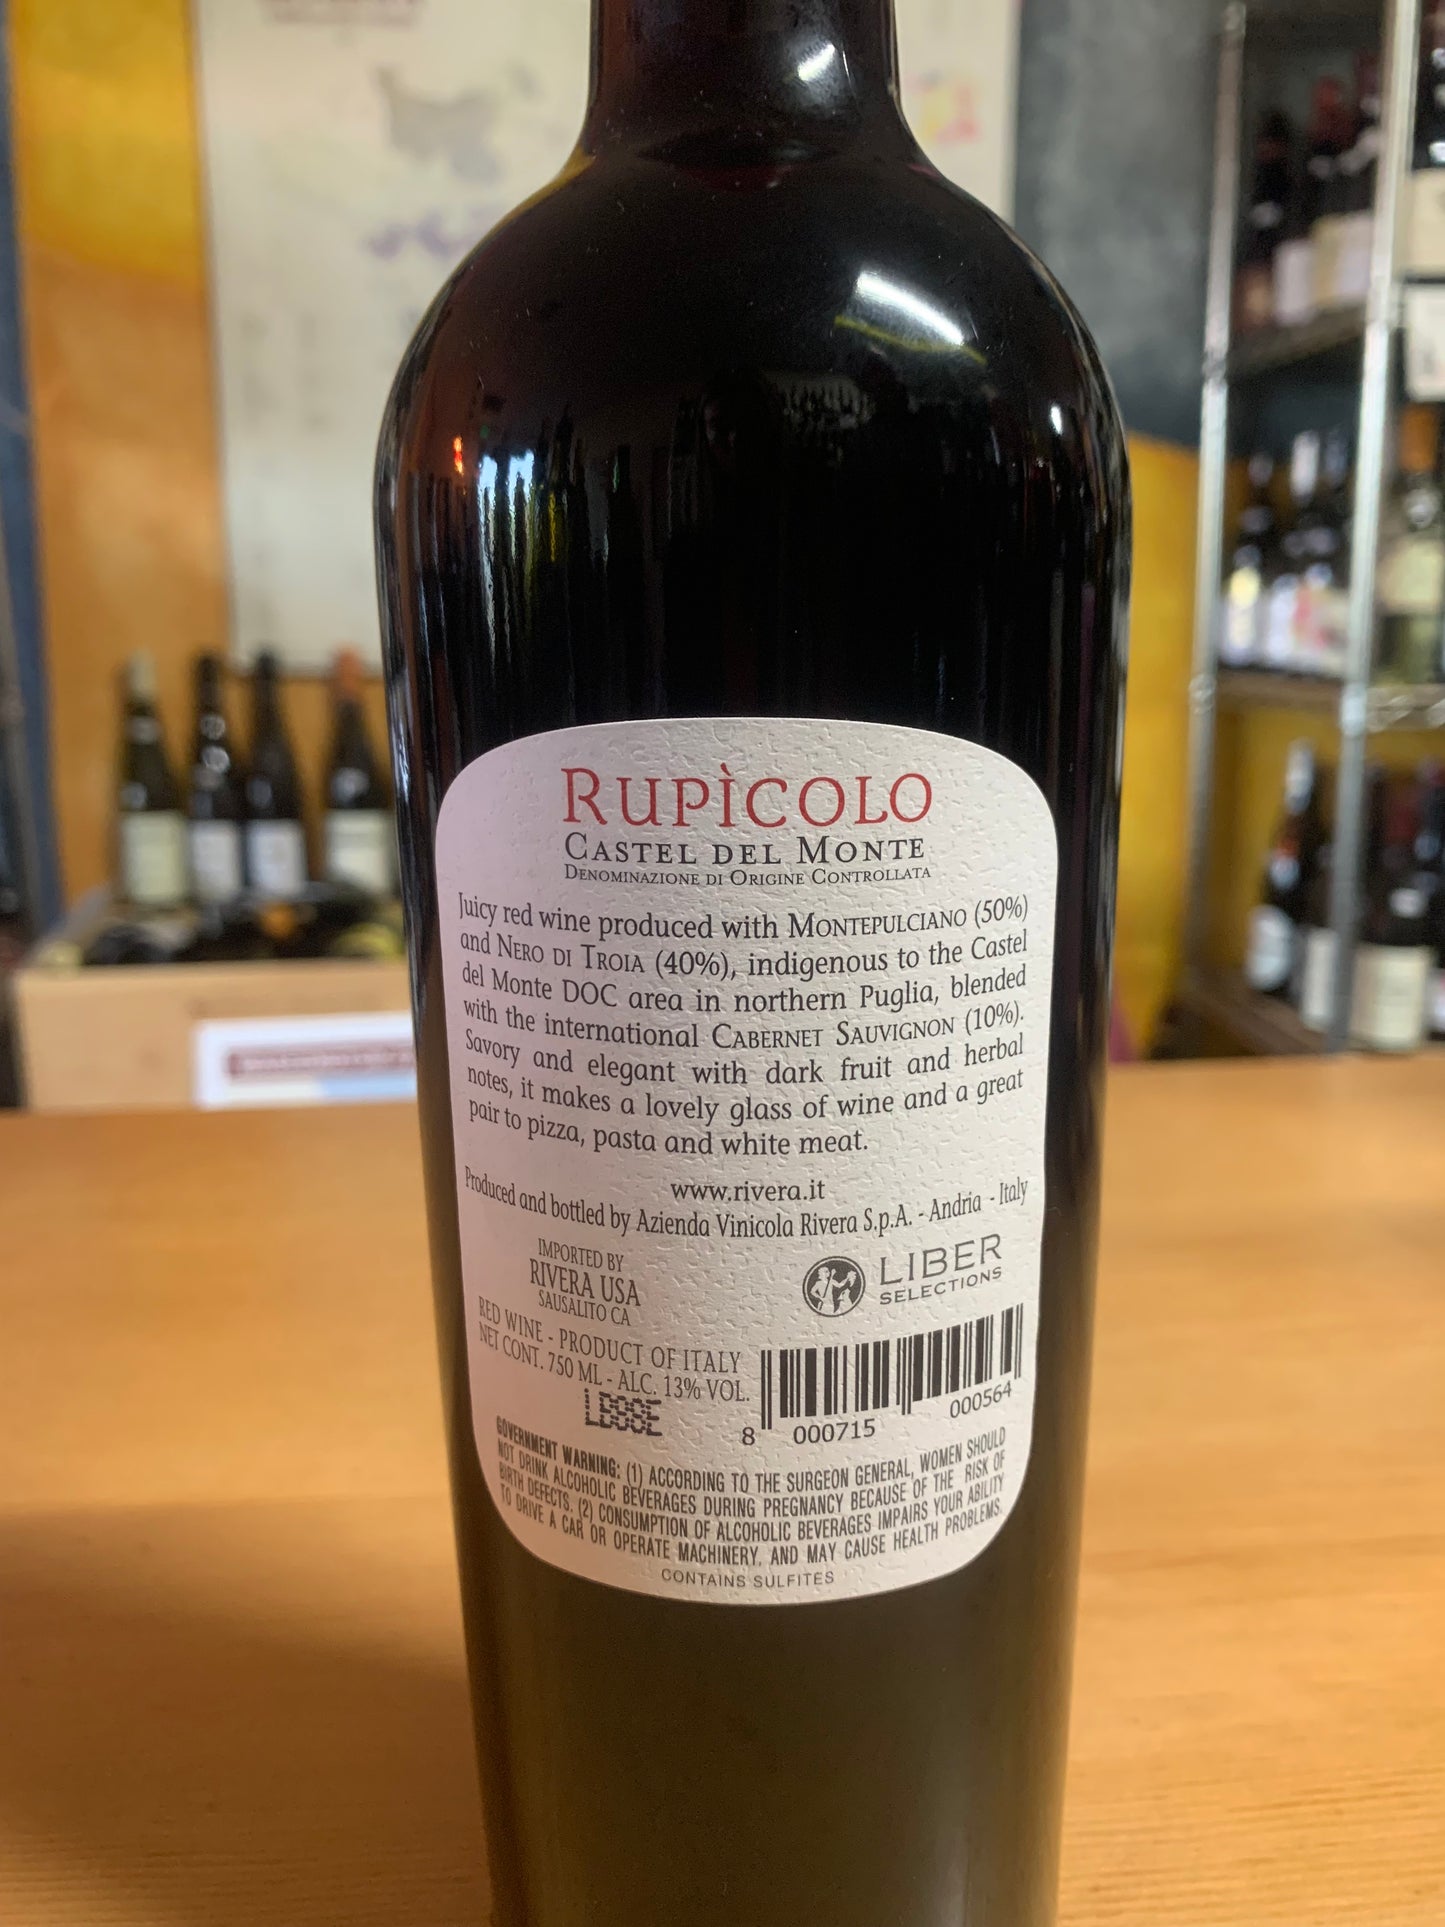 RUPÌCOLO
CASTEL DEL MONTE
DENOMINAZIONE DI ORIGINE CONTROLLATA
Juicy red wine produced with MONTEPULCIANO (50%)
and NERO DI TROIA (40%), indigenous to the Castel
del Monte DOC area in northern Puglia, blended
with the international CABERNET SAUVIGNON (10%).
Savory and elegant with dark fruit and herbal
notes, it makes a lovely glass of wine and a great
pair to pizza, pasta and white meat.
www.rivera.it
Produced and bottled by Azienda Vinicola Rivera S.p.A. - Andria - Italy
IMPORTED BY
RIVERA USA
SAUSALITO CA
LIBER
SELECTIONS
RED WINE - PRODUCT OF ITALY
NET CONT. 750 ML - ALC. 13% VOL.
8 000715 000564
GOVERNMENT WARNING: (1) ACCORDING TO THE SURGEON GENERAL, WOMEN SHOULD
NOT DRINK ALCOHOLIC BEVERAGES DURING PREGNANCY BECAUSE OF THE RISK OF
BIRTH DEFECTS. (2) CONSUMPTION OF ALCOHOLIC BEVERAGES IMPAIRS YOUR ABILITY
TO DRIVE A CAR OR OPERATE MACHINERY, AND MAY CAUSE HEALTH PROBLEMS.
CONTAINS SULFITES